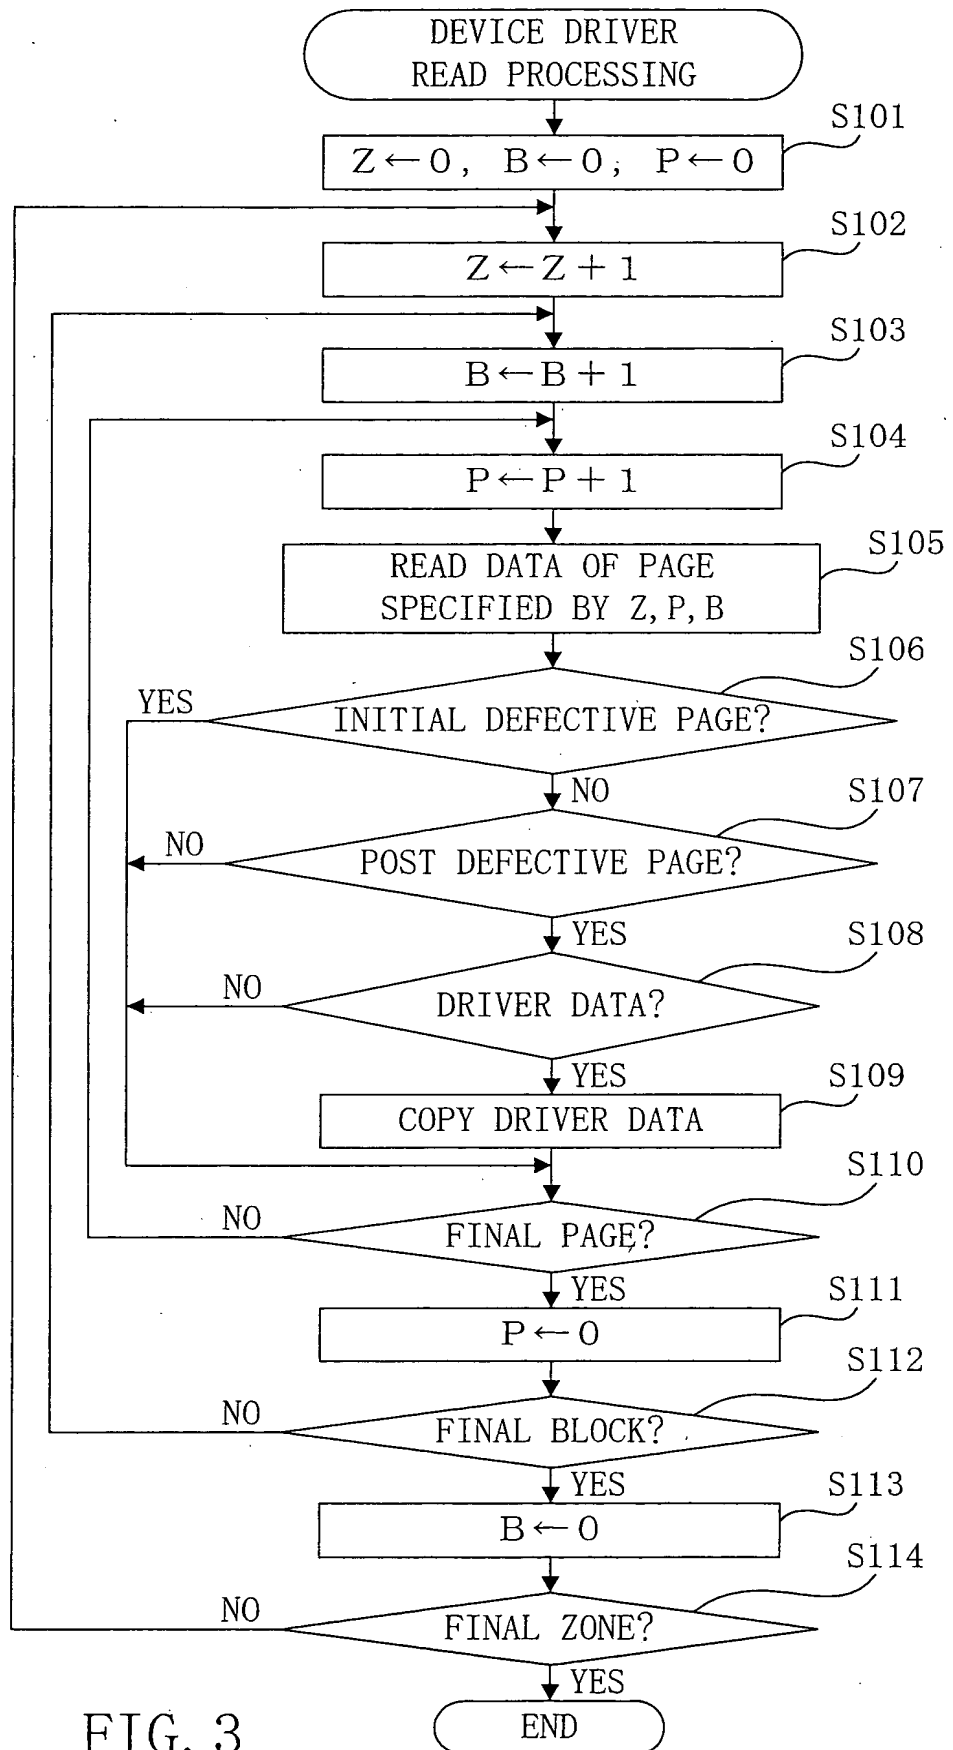 DEVICE DRIVER
READ PROCESSING
S101
Z←0, B←0, P←0
S102
Z←Z+1
S103
B←B+1
S104
P←P+1
S105
READ DATA OF PAGE
SPECIFIED BY Z,P,B
S106
YES
INITIAL DEFECTIVE PAGE?
NO
S107
NO
POST DEFECTIVE PAGE?
YES
S108
NO
DRIVER DATA?
YES
S109
COPY DRIVER DATA
S110
NO
FINAL PAGE?
YES
S111
P←0
S112
NO
FINAL BLOCK?
YES
S113
B←0
S114
NO
FINAL ZONE?
YES
END
FIG. 3